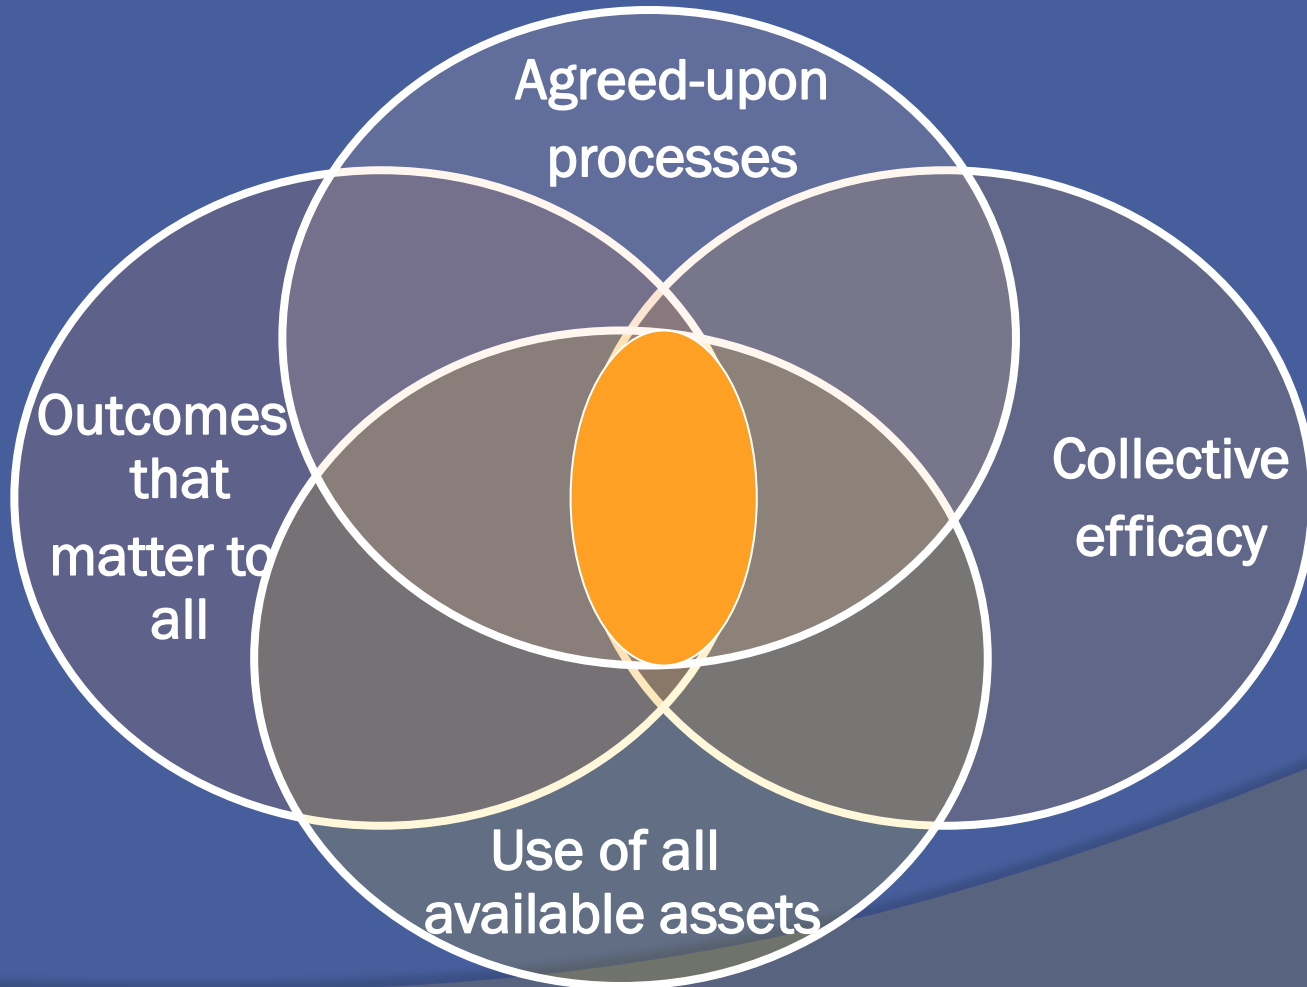 Agreed-upon
processes
Outcomes
that
matter to
all
Collective
efficacy
Use of all
available assets